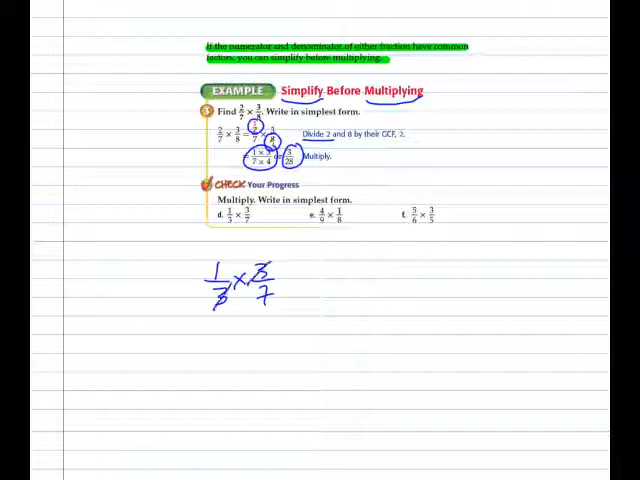 If the numerator and denominator of either fraction have common
factors, you can simplify before multiplying.
EXAMPLE Simplify Before Multiplying
3 Find 2/7 × 3/8. Write in simplest form.
2/7 × 3/8 = 2/7 × 3/8 Divide 2 and 8 by their GCF, 2.
= 1 × 3 / 7 × 4 or 3/28 Multiply.
CHECK Your Progress
Multiply. Write in simplest form.
d. 1/3 × 3/7 e. 4/9 × 1/8 f. 5/6 × 3/5
1/3 × 3/7